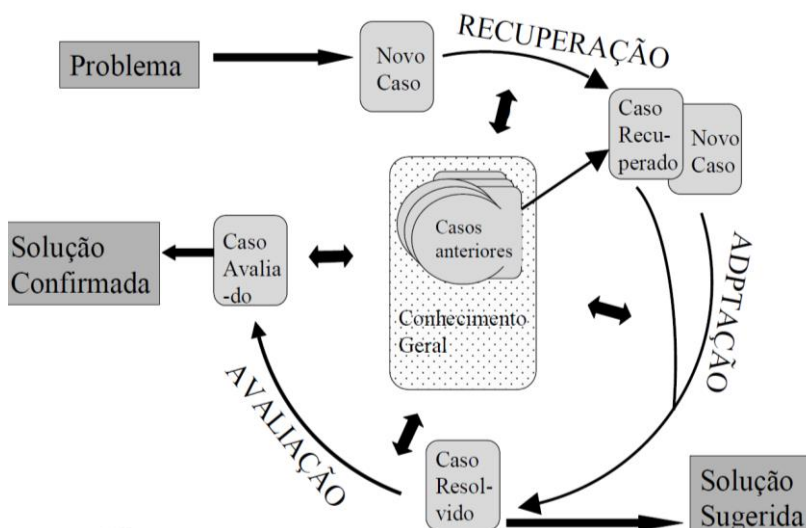 RECUPERAÇÃO
Problema
Novo
Caso
Caso
Recu-
perado
Novo
Caso
Casos
anteriores
Solução
Confirmada
Caso
Avalia
-do
Conhecimento
Geral
ADPTAÇÃO
AVALIAÇÃO
Caso
Resol-
vido
Solução
Sugerida